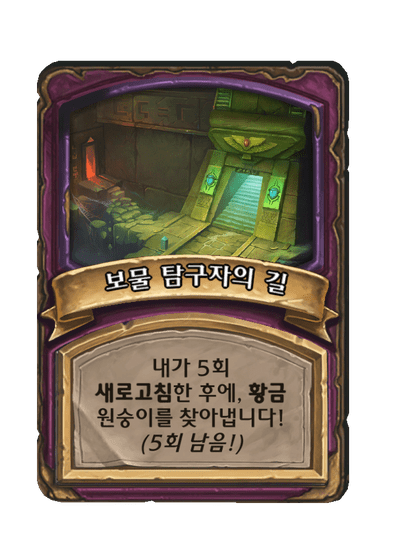 보물 탐구자의 길
내가 5회
새로고침한 후에, 황금
원숭이를 찾아냅니다!
(5회 남음!)